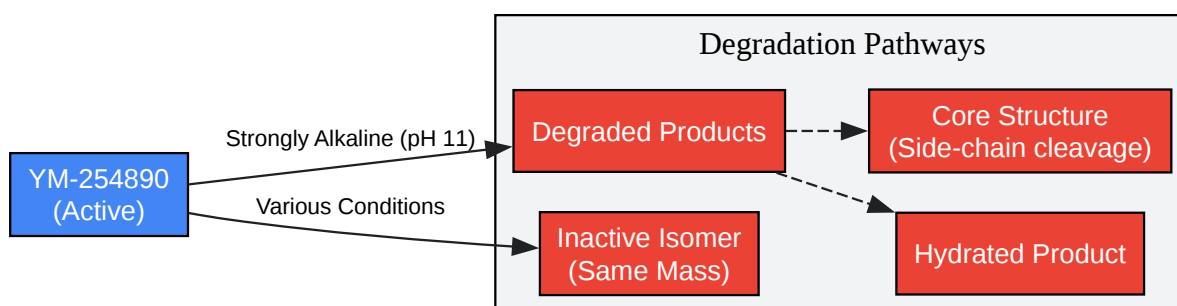 Degradation Pathways
Strongly Alkaline (pH 11)
Degraded Products
Core Structure
(Side-chain cleavage)
YM-254890
(Active)
Various Conditions
Inactive Isomer
(Same Mass)
Hydrated Product